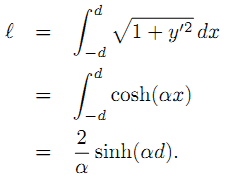 ℓ = ∫_{-d}^{d} √(1 + y′²) dx
= ∫_{-d}^{d} cosh(αx)
= 2/α sinh(αd).